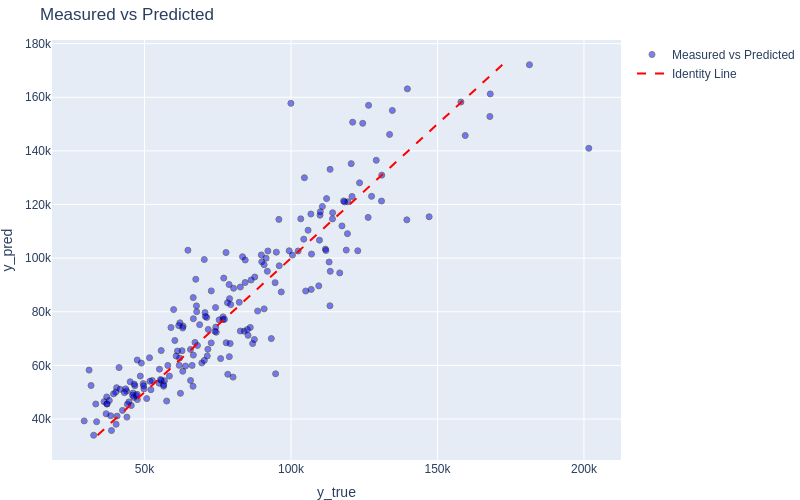 Measured vs Predicted
180k
160k
140k
120k
100k
80k
60k
40k
y_pred
50k
100k
150k
200k
y_true
Measured vs Predicted
Identity Line